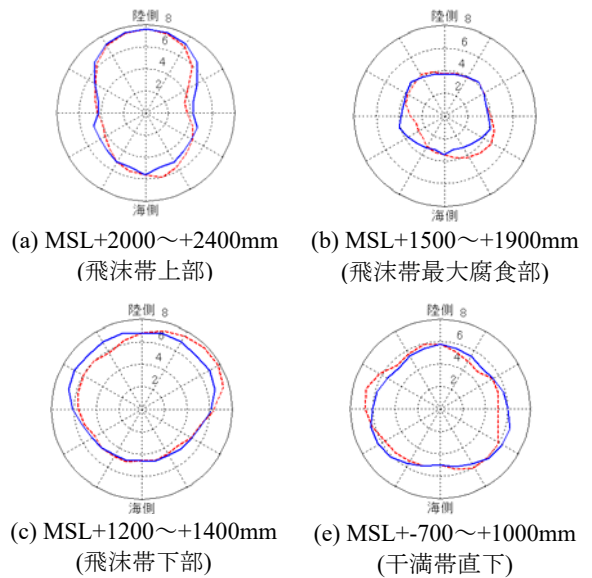 陸側 8
6
4
2
海側
陸側 8
6
4
2
海側
(a) MSL+2000～+2400mm
(飛沫帯上部)
(b) MSL+1500～+1900mm
(飛沫帯最大腐食部)
陸側 8
6
4
2
海側
陸側 8
6
4
2
海側
(c) MSL+1200～+1400mm
(飛沫帯下部)
(e) MSL+-700～+1000mm
(干満帯直下)